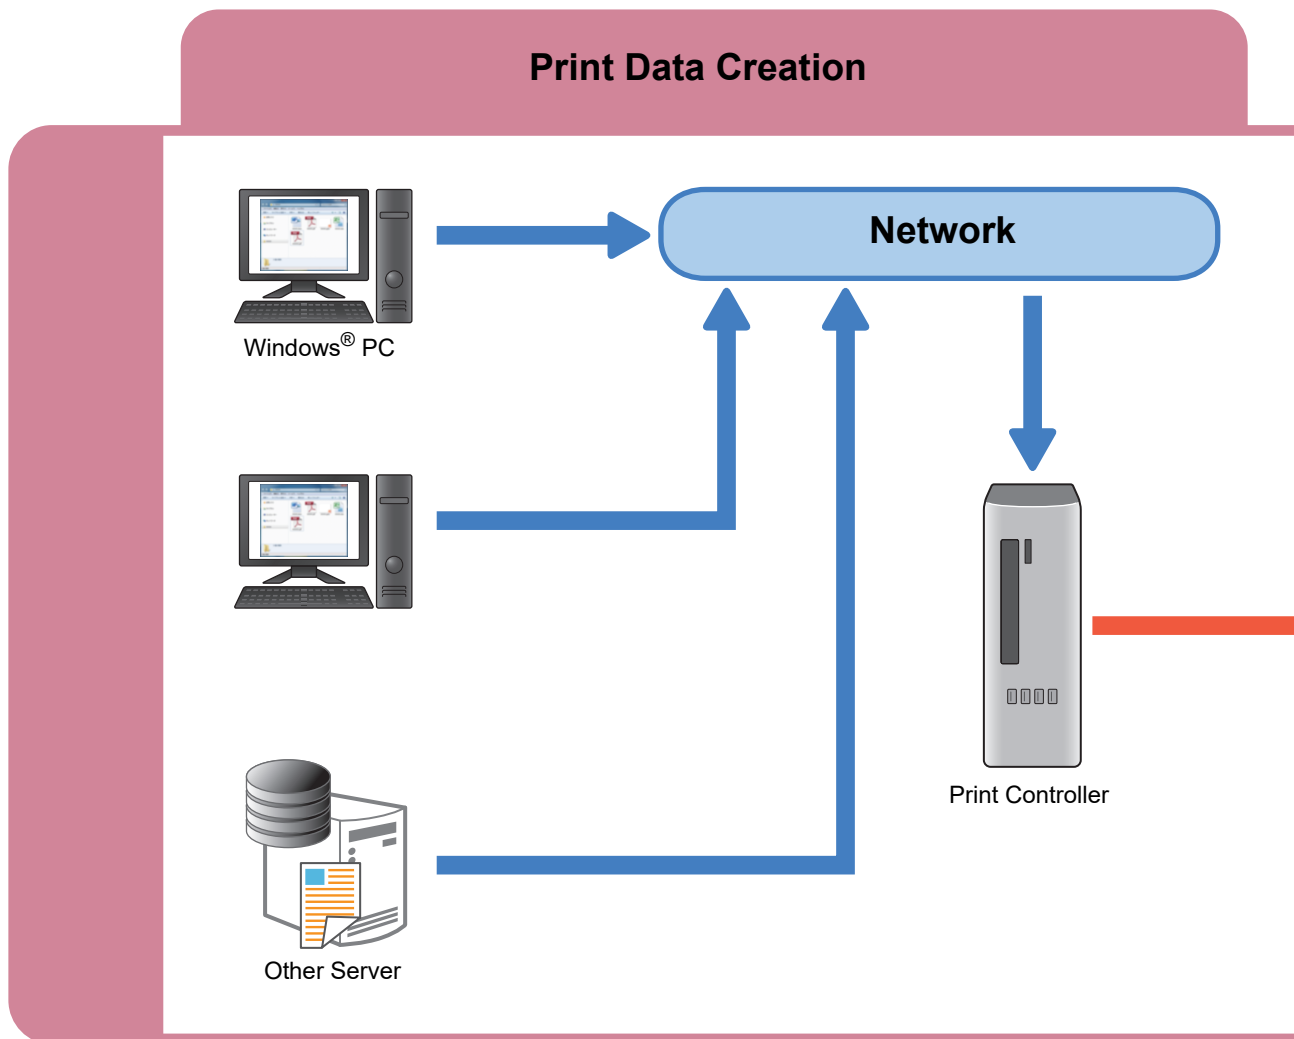 Print Data Creation
Network
Windows® PC
Print Controller
Other Server